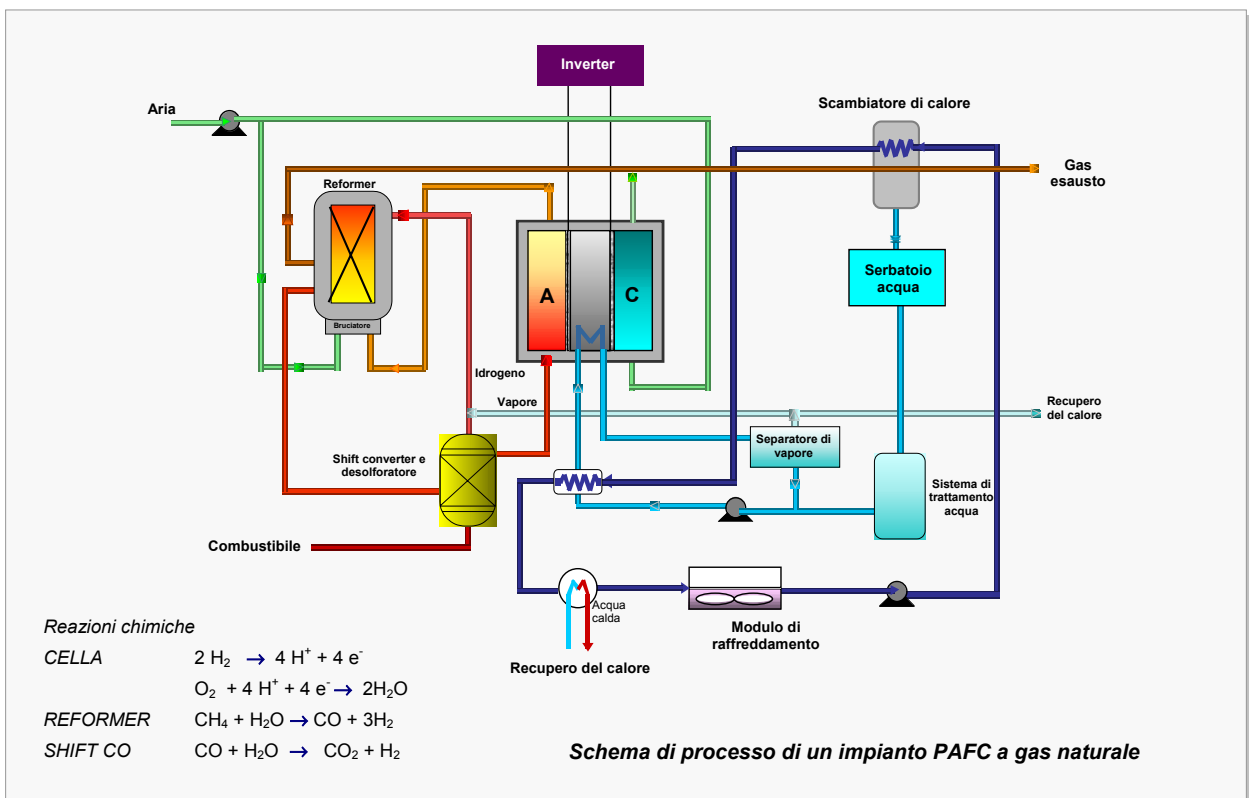 Inverter
Aria
Scambiatore di calore
Gas
esausto
Reformer
Serbatoio
acqua
A
C
Bruciatore
Idrogeno
Vapore
Recupero
del calore
Separatore di
vapore
Shift converter e
desolforatore
Sistema di
trattamento
acqua
Combustibile
Acqua
calda
Modulo di
raffreddamento
Recupero del calore
Reazioni chimiche
CELLA 2 H₂ → 4 H⁺ + 4 e⁻
O₂ + 4 H⁺ + 4 e⁻ → 2H₂O
REFORMER CH₄ + H₂O → CO + 3H₂
SHIFT CO CO + H₂O → CO₂ + H₂
Schema di processo di un impianto PAFC a gas naturale